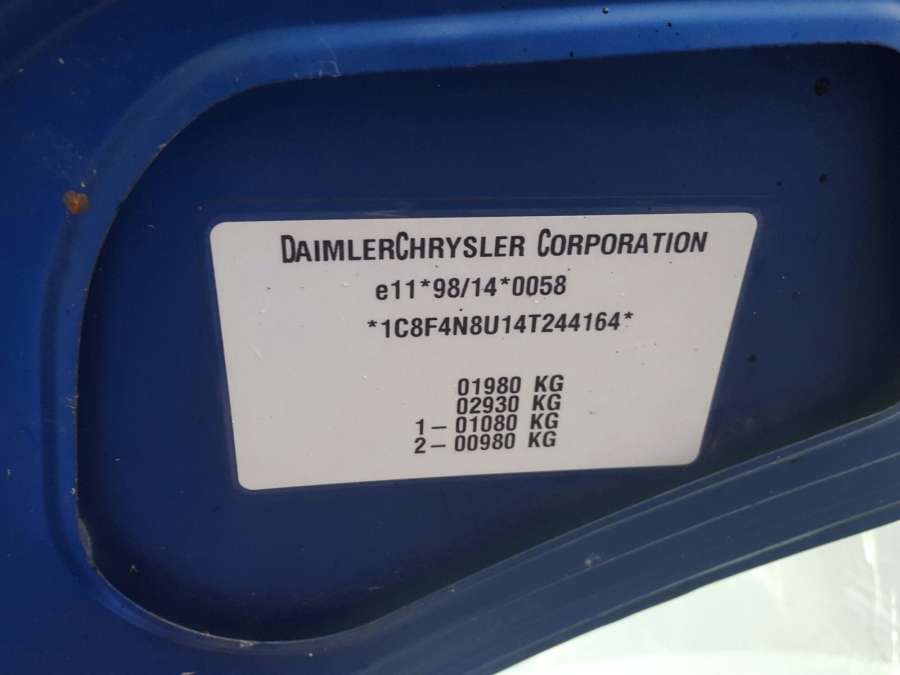 DaimlerChrysler Corporation
e11*98/14*0058
*1C8F4N8U14T244164*
01980 KG
02930 KG
1– 01080 KG
2– 00980 KG